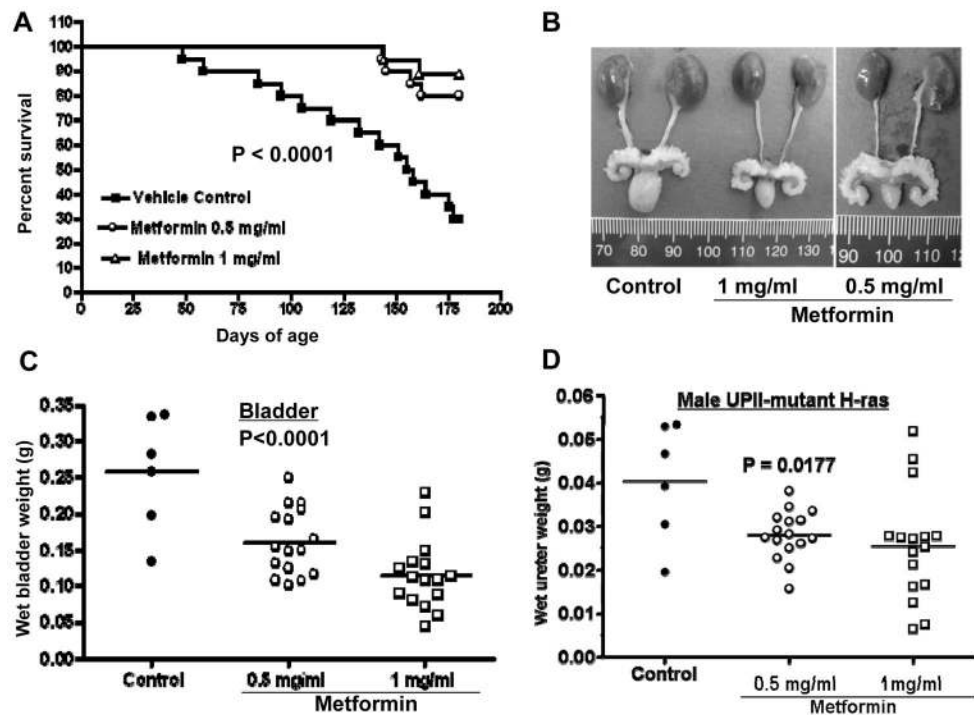 A
110
100
90
80
70
60
50
40
30
20
10
0
Percent survival
P < 0.0001
Vehicle Control
Metformin 0.5 mg/ml
Metformin 1 mg/ml
0 25 50 75 100 125 150 175 200
Days of age
B
70 80 90 100 110 120 130
90 100 110
Control 1 mg/ml 0.5 mg/ml
Metformin
C
0.35
0.30
0.25
0.20
0.15
0.10
0.05
0.00
Wet bladder weight (g)
Bladder
P<0.0001
Control 0.5 mg/ml 1 mg/ml
Metformin
D
0.06
0.05
0.04
0.03
0.02
0.01
0.00
Wet ureter weight (g)
Male UPII-mutant H-ras
P = 0.0177
Control 0.5 mg/ml 1mg/ml
Metformin